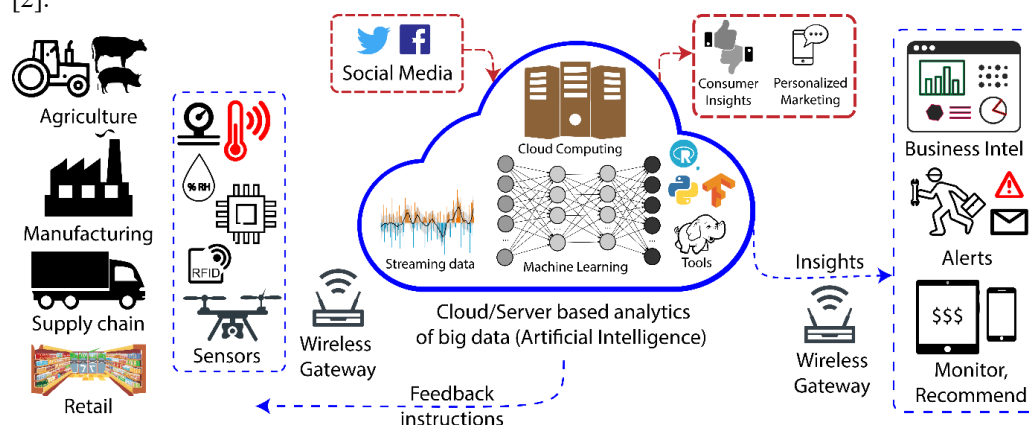 [2].
Agriculture
Manufacturing
Supply chain
Retail
% RH
RFID
Sensors
Wireless
Gateway
Social Media
Cloud Computing
Streaming data
Machine Learning
R
Tools
Cloud/Server based analytics
of big data (Artificial Intelligence)
Feedback
instructions
Consumer
Insights
Personalized
Marketing
Insights
Wireless
Gateway
Business Intel
Alerts
$$$
Monitor,
Recommend